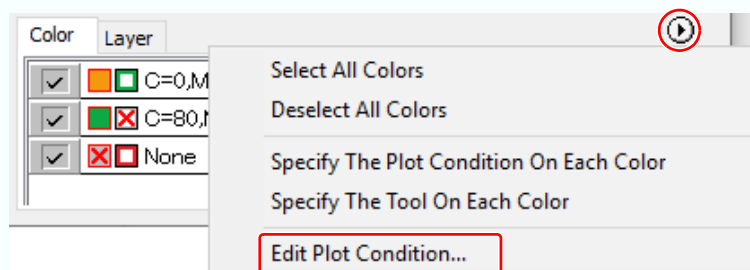 Color Layer
Select All Colors
C=0,M
Deselect All Colors
C=80,
Specify The Plot Condition On Each Color
None
Specify The Tool On Each Color
Edit Plot Condition...